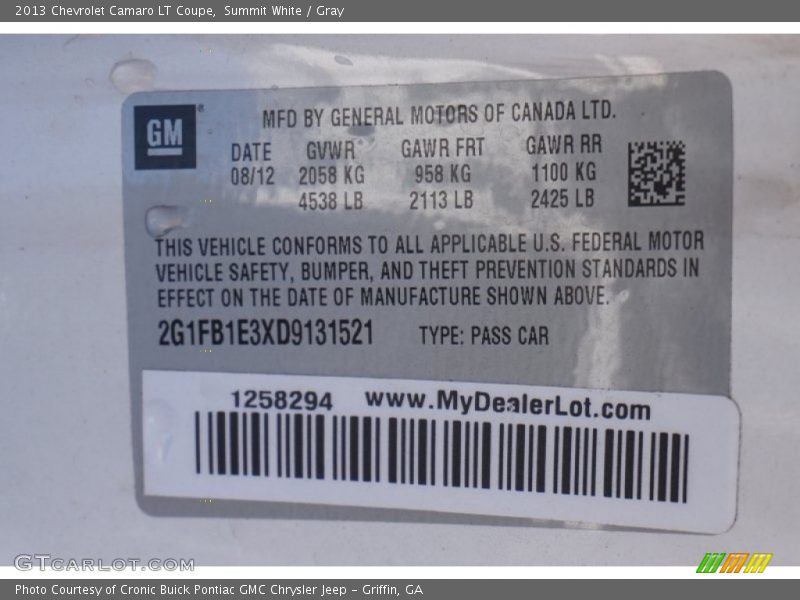 2013 Chevrolet Camaro LT Coupe, Summit White / Gray
GM®
MFD BY GENERAL MOTORS OF CANADA LTD.
DATE GVWR GAWR FRT GAWR RR
08/12 2058 KG 958 KG 1100 KG
4538 LB 2113 LB 2425 LB
THIS VEHICLE CONFORMS TO ALL APPLICABLE U.S. FEDERAL MOTOR
VEHICLE SAFETY, BUMPER, AND THEFT PREVENTION STANDARDS IN
EFFECT ON THE DATE OF MANUFACTURE SHOWN ABOVE.
2G1FB1E3XD9131521 TYPE: PASS CAR
1258294 www.MyDealerLot.com
GTcarlot.com
Photo Courtesy of Cronic Buick Pontiac GMC Chrysler Jeep - Griffin, GA